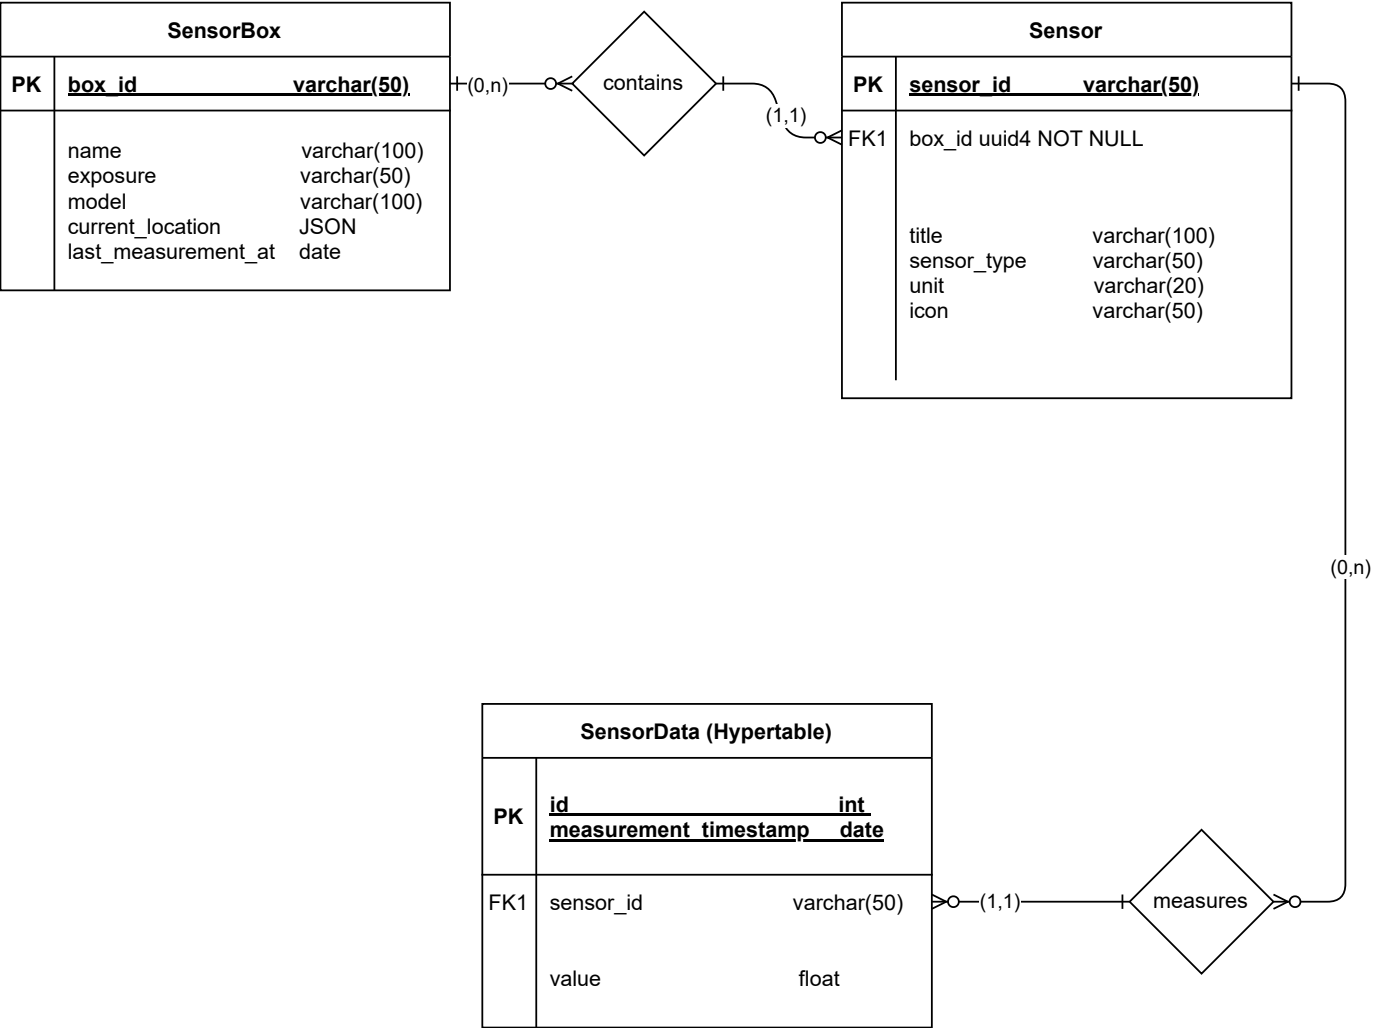 SensorBox
PK box_id varchar(50)
name varchar(100)
exposure varchar(50)
model varchar(100)
current_location JSON
last_measurement_at date
(0,n)
contains
(1,1)
Sensor
PK sensor_id varchar(50)
FK1 box_id uuid4 NOT NULL
title varchar(100)
sensor_type varchar(50)
unit varchar(20)
icon varchar(50)
(0,n)
SensorData (Hypertable)
PK
id int
measurement_timestamp date
FK1 sensor_id varchar(50)
value float
(1,1)
measures